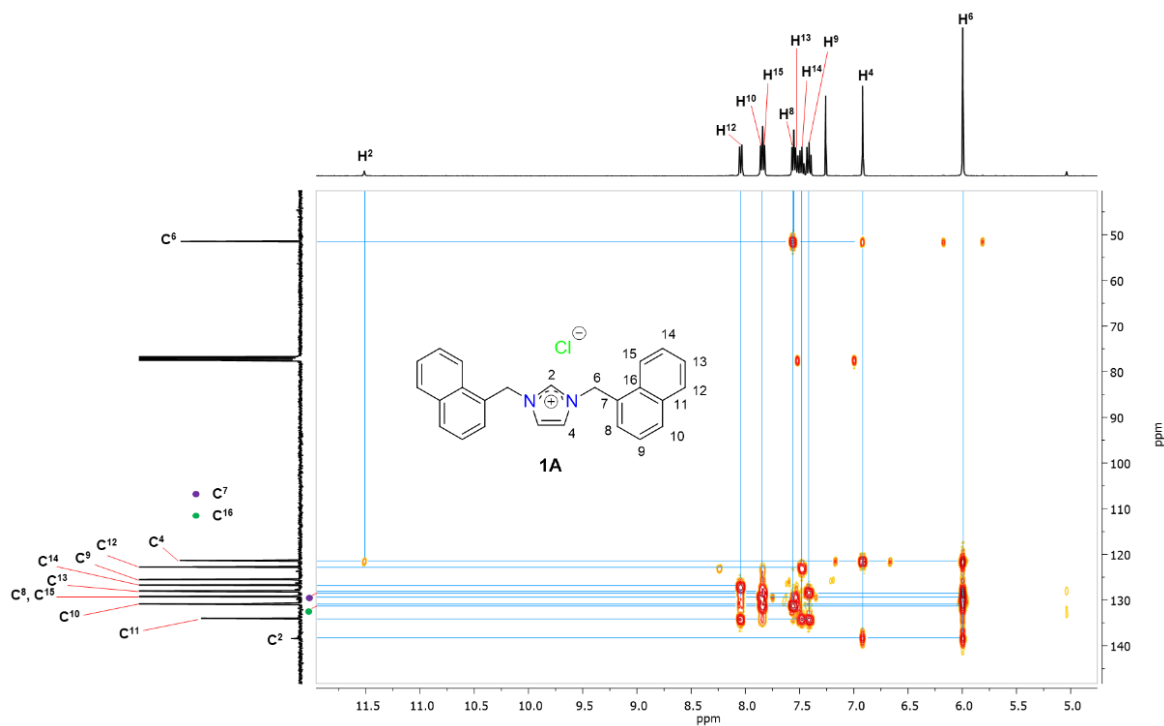 H⁶
H¹³
H⁹
H¹⁵
H¹⁴
H⁴
H¹⁰
H⁸
H¹²
H²
C⁶
50
60
70
80
90
100
110
120
130
140
ppm
Cl ⊖
14
15
13
2
6
16
12
N
⊕
N
7
11
4
8
10
9
1A
C⁷
C¹⁶
C⁴
C¹²
C⁹
C¹⁴
C¹³
C⁸, C¹⁵
C¹⁰
C¹¹
C²
11.5 11.0 10.5 10.0 9.5 9.0 8.5 8.0 7.5 7.0 6.5 6.0 5.5 5.0
ppm